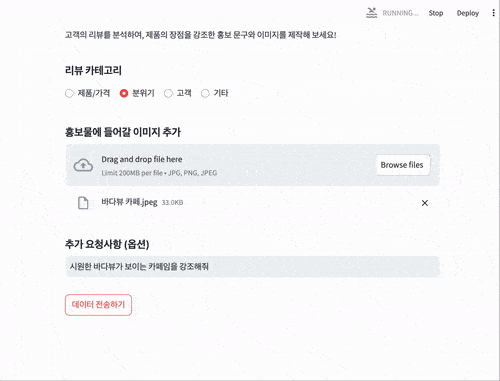 RUNNING...
Stop
Deploy
고객의 리뷰를 분석하여, 제품의 장점을 강조한 홍보 문구와 이미지를 제작해 보세요!
리뷰 카테고리
제품/가격
분위기
고객
기타
홍보물에 들어갈 이미지 추가
Drag and drop file here
Limit 200MB per file • JPG, PNG, JPEG
Browse files
바다뷰 카페.jpeg 33.0KB
추가 요청사항 (옵션)
시원한 바다뷰가 보이는 카페임을 강조해줘
데이터 전송하기